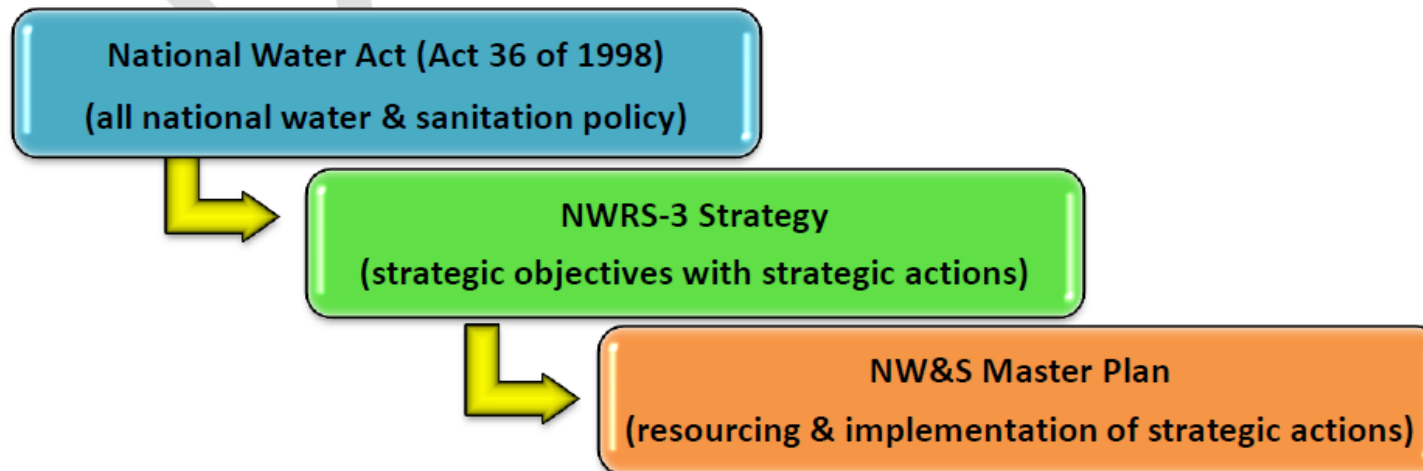 National Water Act (Act 36 of 1998)
(all national water & sanitation policy)
NWRS-3 Strategy
(strategic objectives with strategic actions)
NW&S Master Plan
(resourcing & implementation of strategic actions)